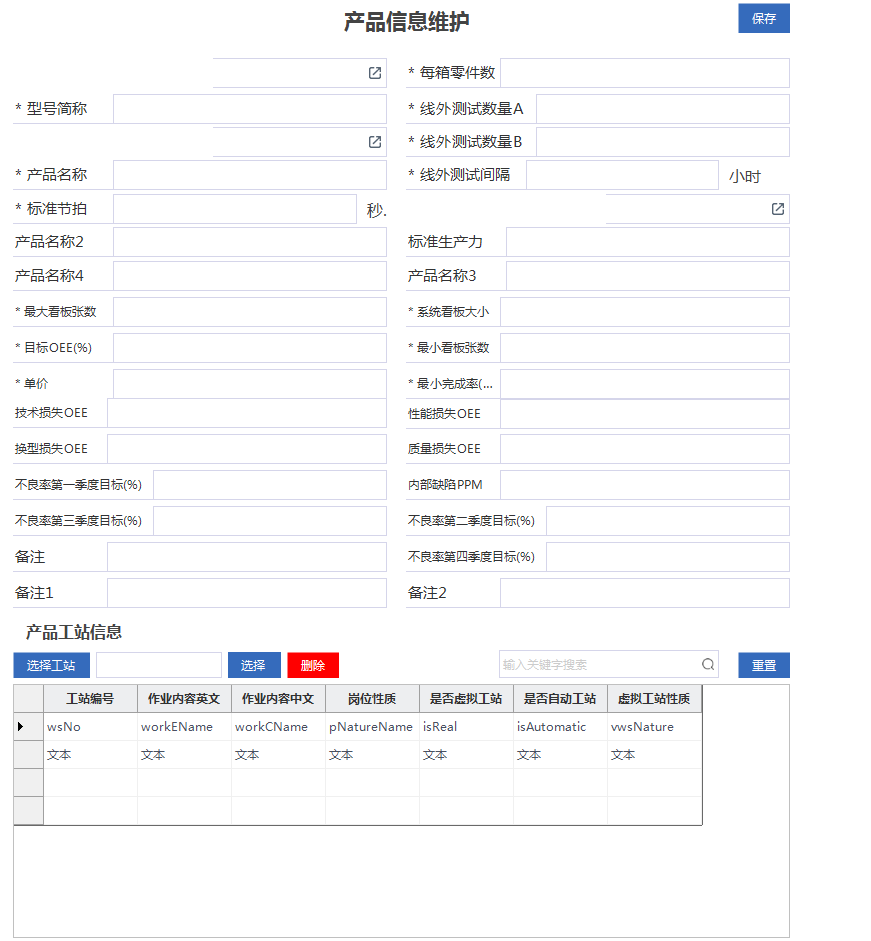 产品信息维护 保存
* 每箱零件数
* 型号简称 * 线外测试数量A
* 线外测试数量B
* 产品名称 * 线外测试间隔 小时
* 标准节拍 秒.
产品名称2 标准生产力
产品名称4 产品名称3
* 最大看板张数 * 系统看板大小
* 目标OEE(%) * 最小看板张数
* 单价 * 最小完成率(...
技术损失OEE 性能损失OEE
换型损失OEE 质量损失OEE
不良率第一季度目标(%) 内部缺陷PPM
不良率第三季度目标(%) 不良率第二季度目标(%)
备注 不良率第四季度目标(%)
备注1 备注2
产品工站信息
选择工站 选择 删除 输入关键字搜索 重置
工站编号 作业内容英文 作业内容中文 岗位性质 是否虚拟工站 是否自动工站 虚拟工站性质
wsNo workEName workCName pNatureName isReal isAutomatic vwsNature
文本 文本 文本 文本 文本 文本 文本